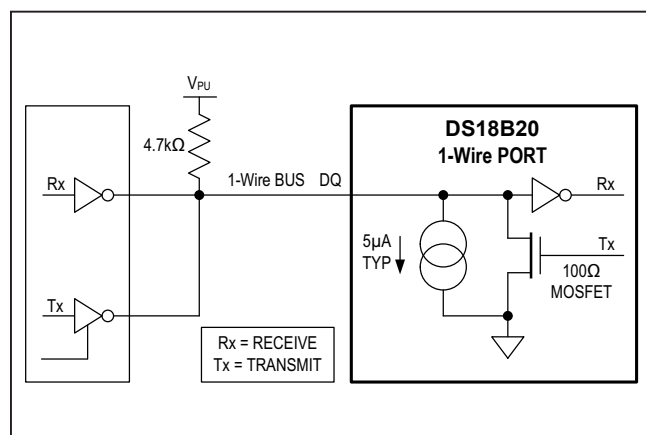 V_PU
4.7kΩ
Rx
1-Wire BUS DQ
Tx
Rx = RECEIVE
Tx = TRANSMIT
DS18B20
1-Wire PORT
Rx
5µA
TYP
Tx
100Ω
MOSFET